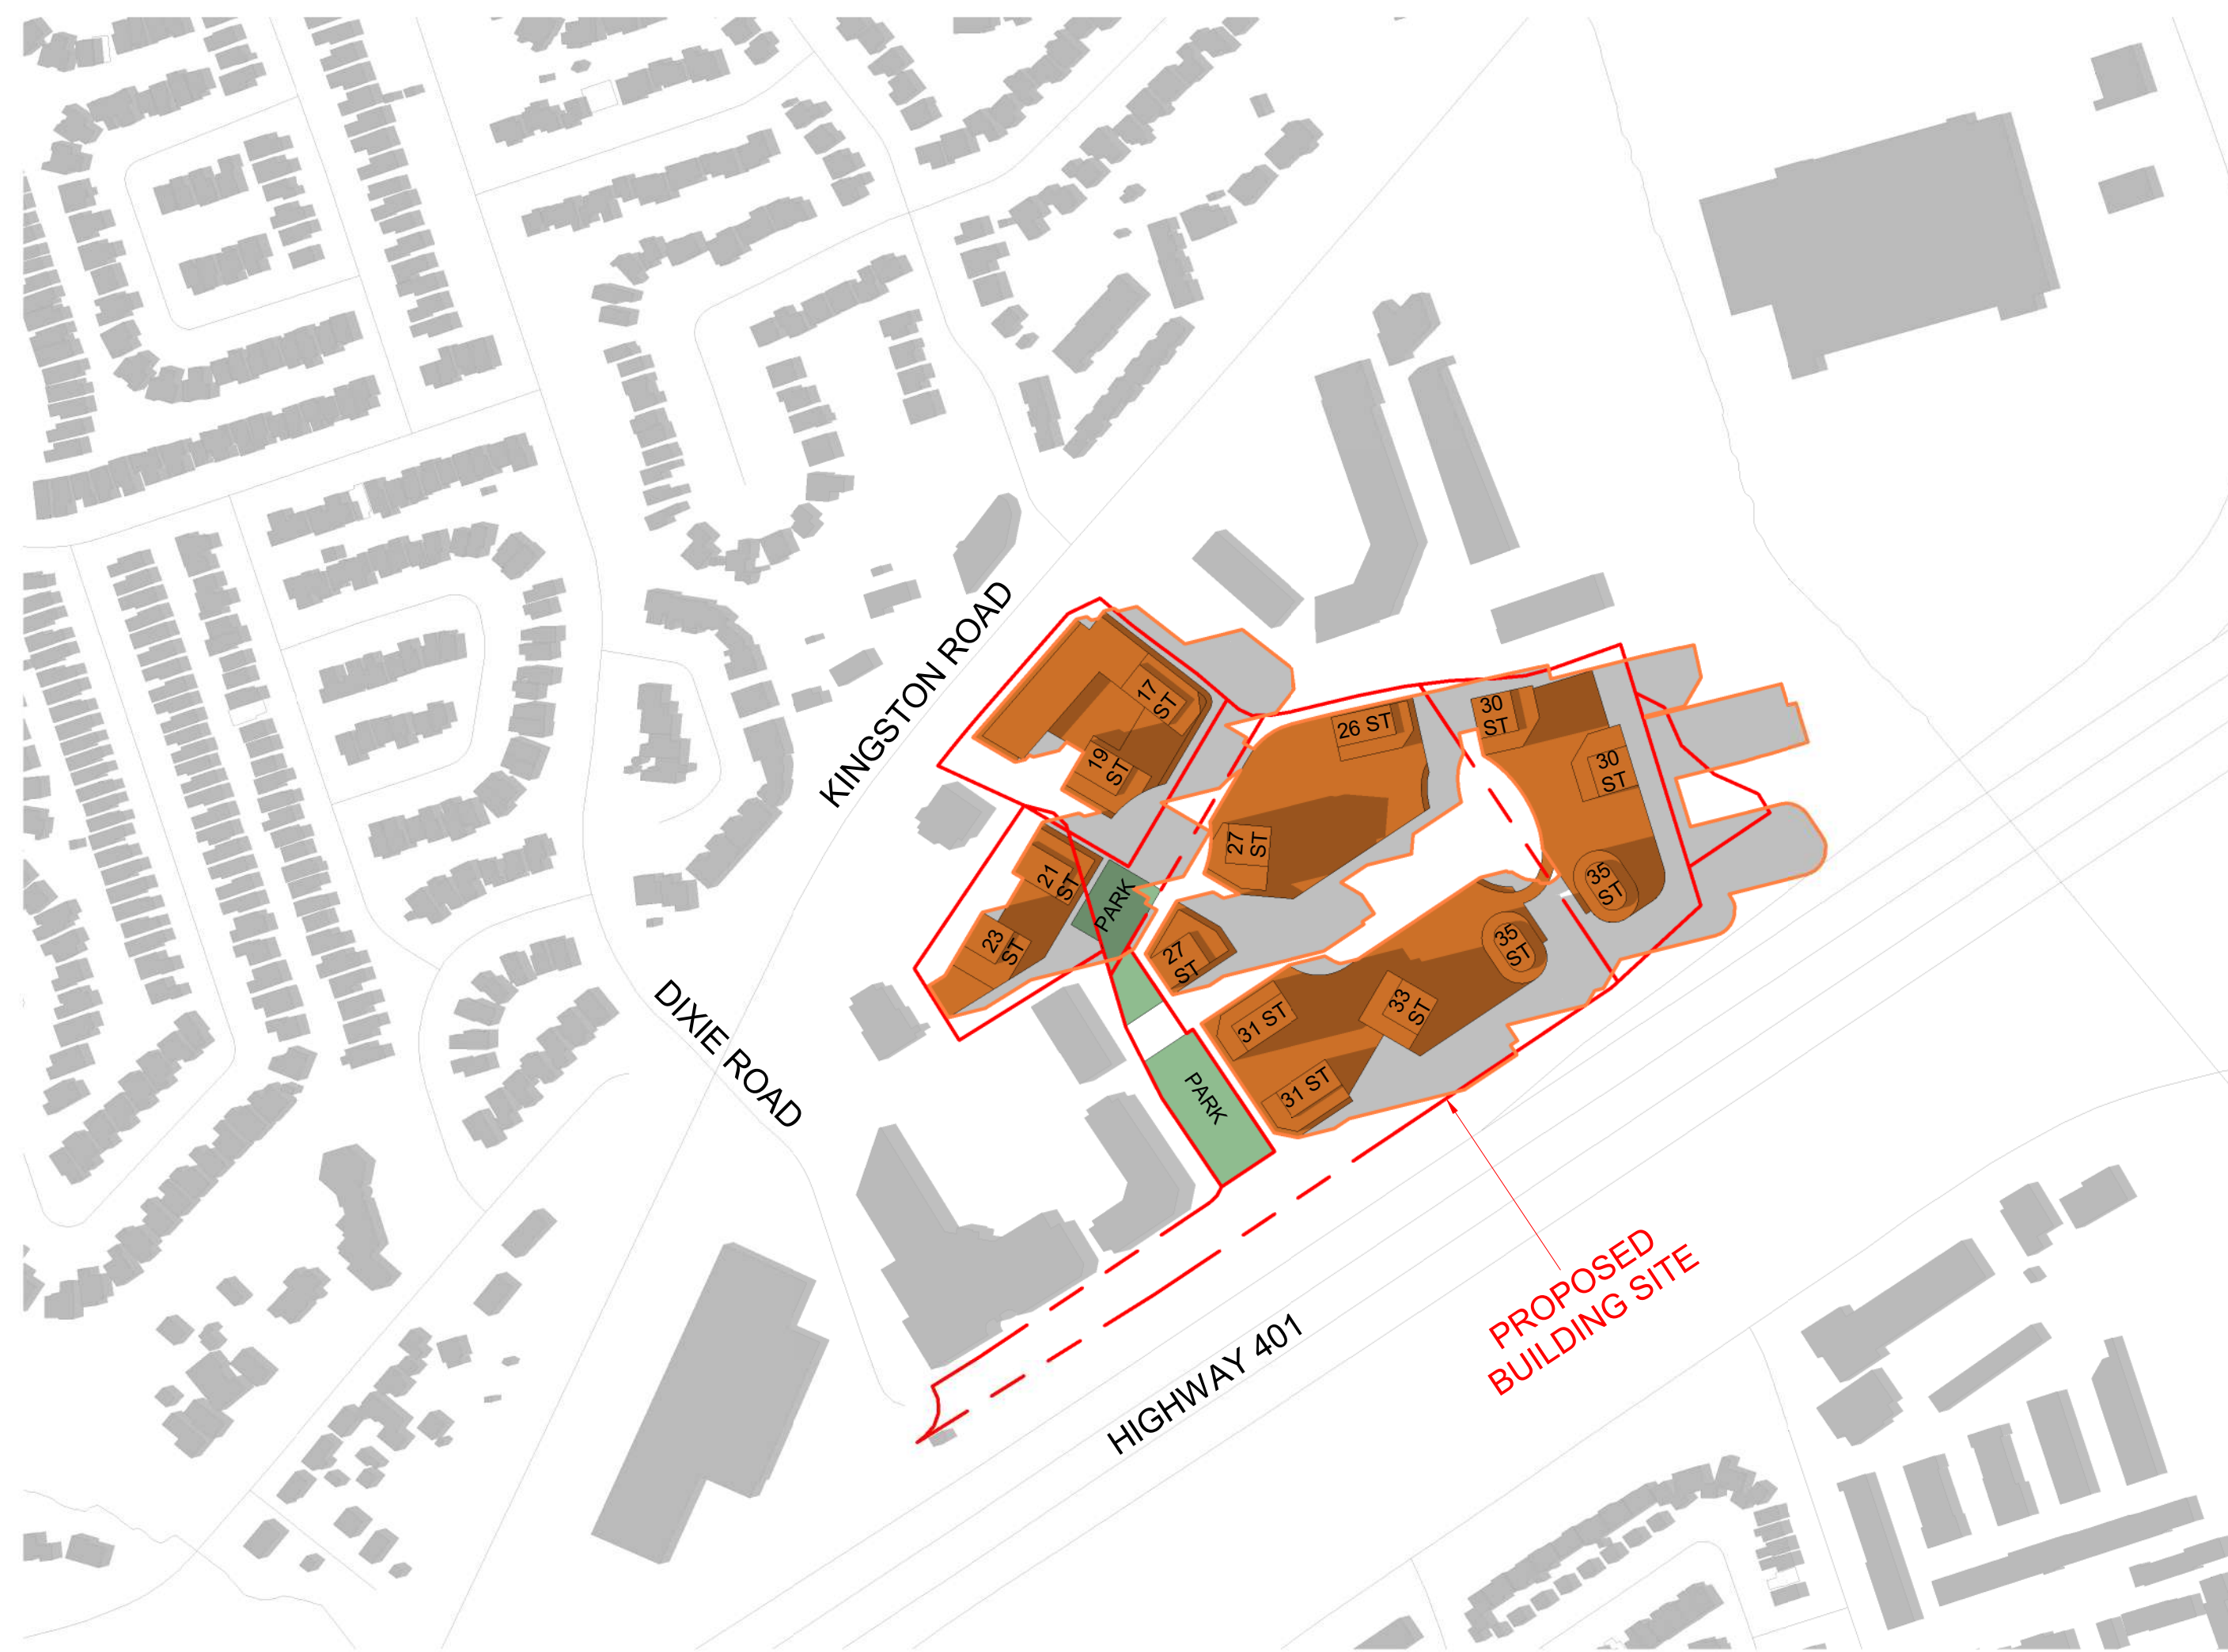 KINGSTON ROAD
17
ST
19
ST
26 ST
30
ST
30
ST
27
ST
21
ST
PARK
35
ST
23
ST
27
ST
35
ST
31 ST
33
ST
31 ST
PARK
DIXIE ROAD
HIGHWAY 401
PROPOSED
BUILDING SITE